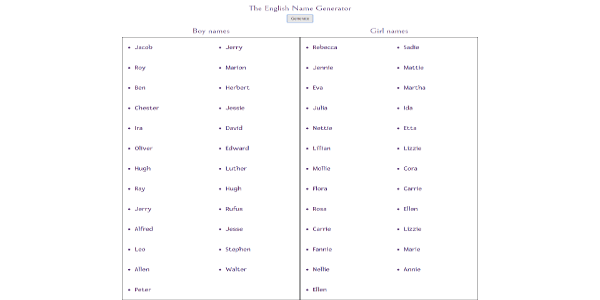 The English Name Generator
Generate
Boy names
Girl names
Jacob
Roy
Ben
Chester
Ira
Oliver
Hugh
Ray
Jerry
Alfred
Leo
Allen
Peter
Jerry
Marion
Herbert
Jessie
David
Edward
Luther
Hugh
Rufus
Jesse
Stephen
Walter
Rebecca
Jennie
Eva
Julia
Nettie
Lillian
Mollie
Flora
Rosa
Carrie
Fannie
Nellie
Ellen
Sadie
Mattie
Martha
Ida
Etta
Lizzie
Cora
Carrie
Ellen
Lizzie
Marie
Annie